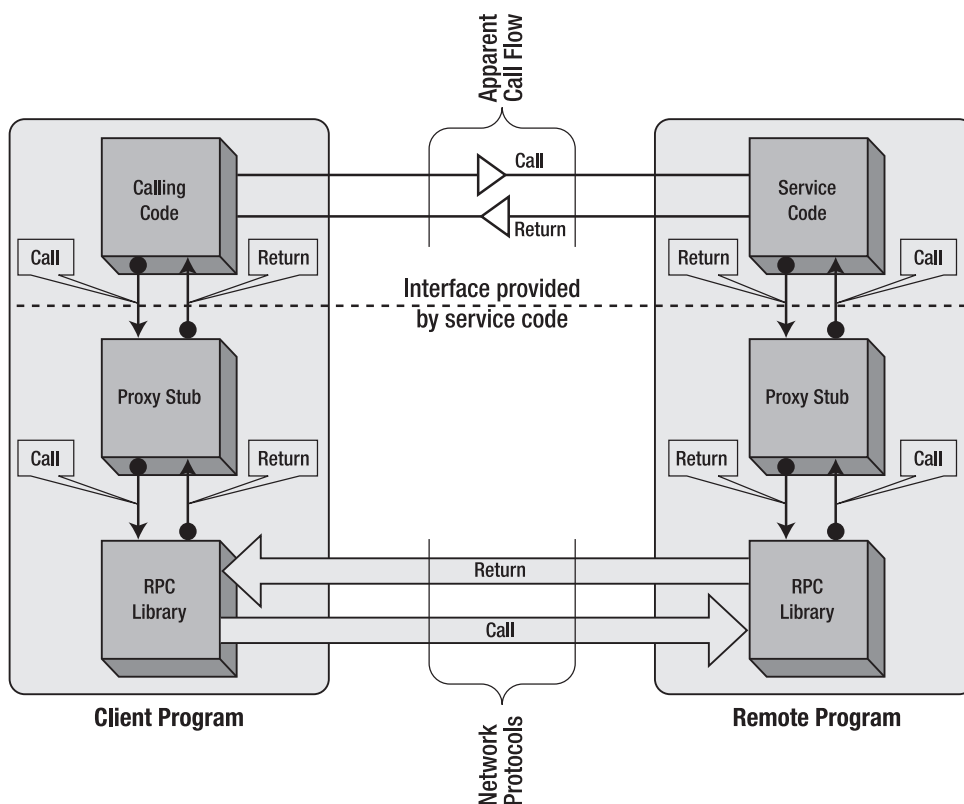 Apparent
Call Flow
Calling
Code
Call
Return
Service
Code
Call
Return
Return
Call
Interface provided
by service code
Proxy Stub
Proxy Stub
Call
Return
Return
Call
RPC
Library
Return
Call
RPC
Library
Client Program
Remote Program
Network
Protocols